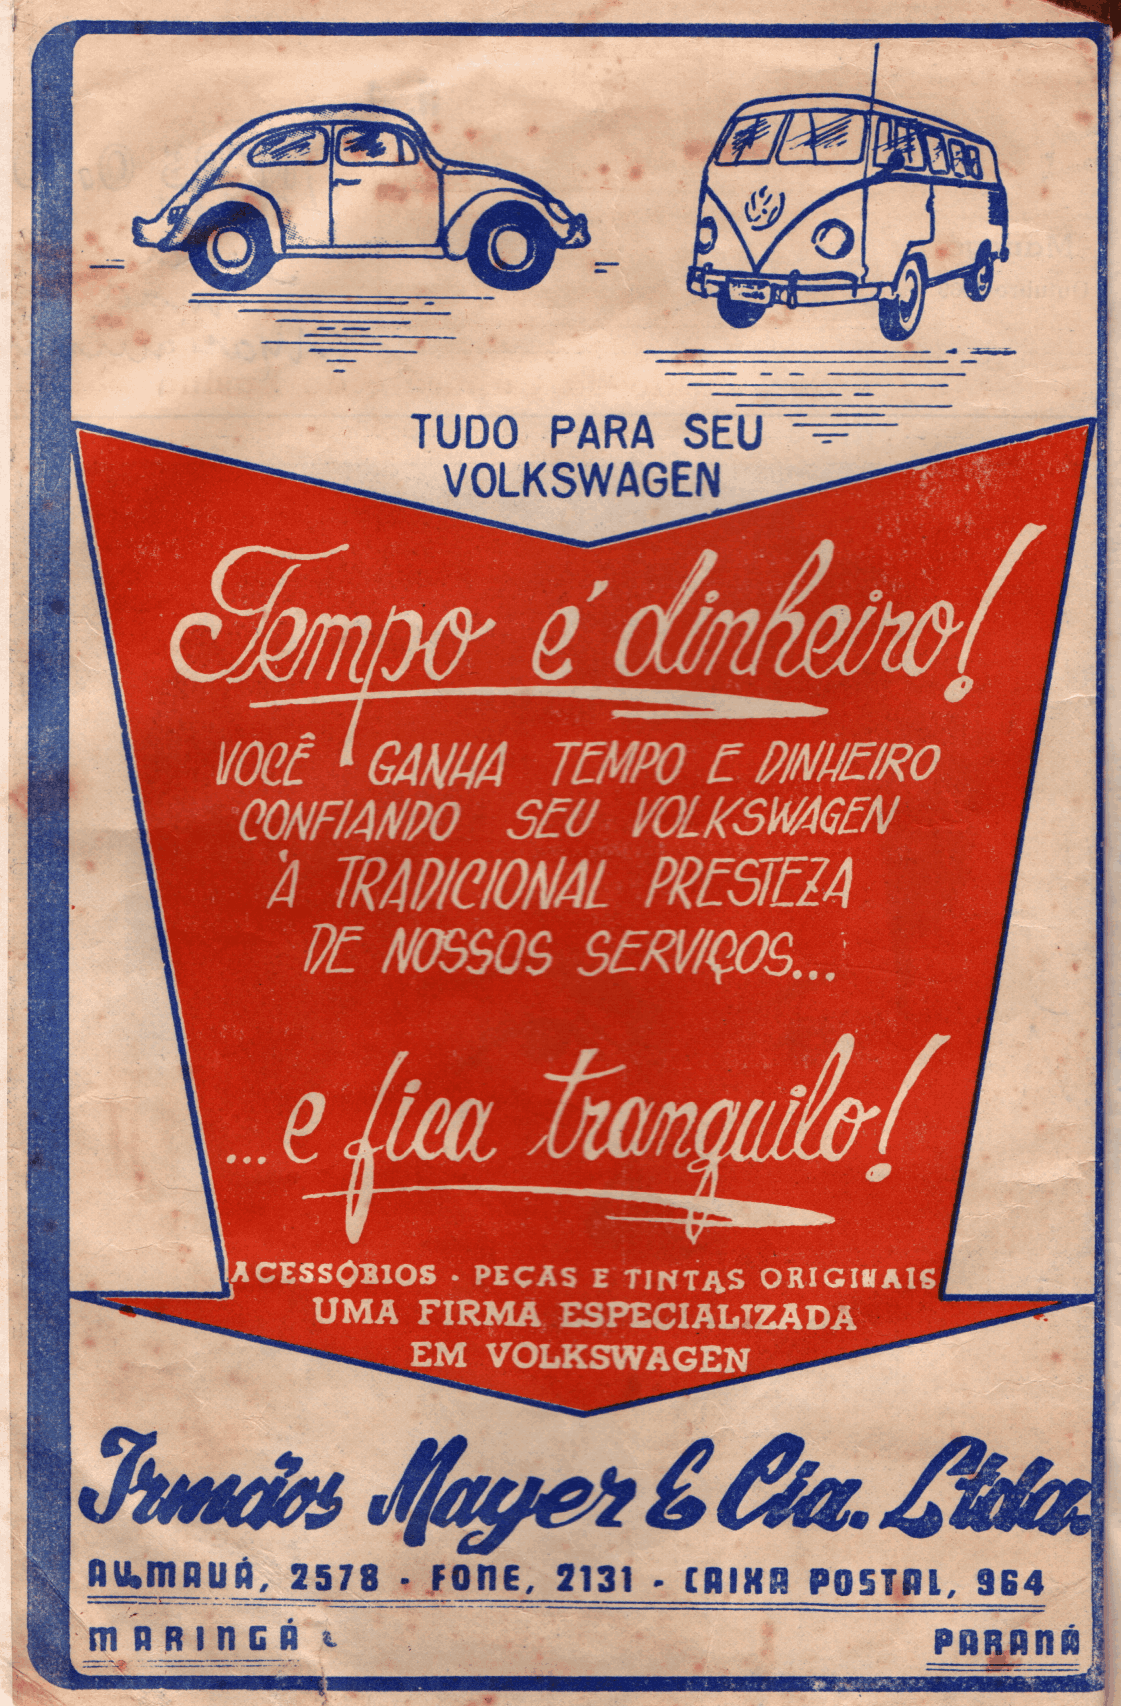 TUDO PARA SEU
VOLKSWAGEN
Tempo é dinheiro!
VOCÊ GANHA TEMPO E DINHEIRO
CONFIANDO SEU VOLKSWAGEN
À TRADICIONAL PRESTEZA
DE NOSSOS SERVIÇOS...
...e fica tranquilo!
ACESSÓRIOS · PEÇAS E TINTAS ORIGINAIS
UMA FIRMA ESPECIALIZADA
EM VOLKSWAGEN
Irmãos Mayer & Cia. Ltda.
AV. MAUÁ, 2578 - FONE, 2131 - CAIXA POSTAL, 964
MARINGÁ PARANÁ